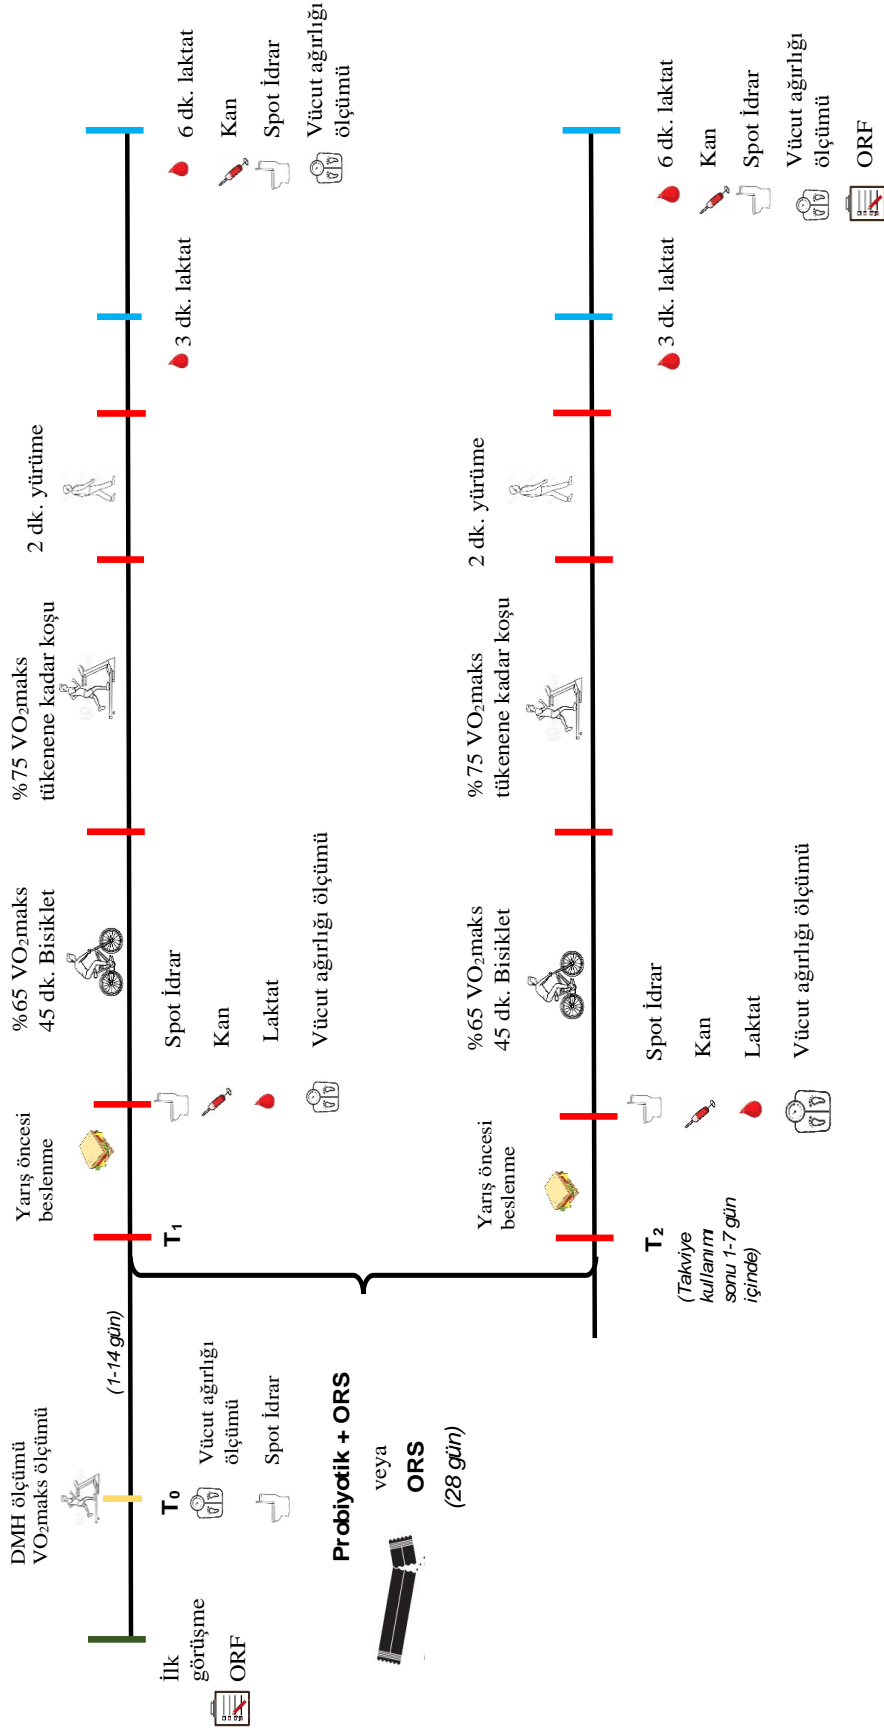 İlk
görüşme
ORF
DMH ölçümü
VO₂maks ölçümü
T₀
Vücut ağırlığı
ölçümü
Spot İdrar
(1-14 gün)
Probiyotik + ORS
veya
ORS
(28 gün)
Yarış öncesi
beslenme
T₁
Spot İdrar
Kan
Laktat
Vücut ağırlığı ölçümü
%65 VO₂maks
45 dk. Bisiklet
%75 VO₂maks
tükenene kadar koşu
2 dk. yürüme
3 dk. laktat
6 dk. laktat
Kan
Spot İdrar
Vücut ağırlığı
ölçümü
Yarış öncesi
beslenme
T₂
(Takviye
kullanımı
sonu 1-7 gün
içinde)
Spot İdrar
Kan
Laktat
Vücut ağırlığı ölçümü
%65 VO₂maks
45 dk. Bisiklet
%75 VO₂maks
tükenene kadar koşu
2 dk. yürüme
3 dk. laktat
6 dk. laktat
Kan
Spot İdrar
Vücut ağırlığı
ölçümü
ORF